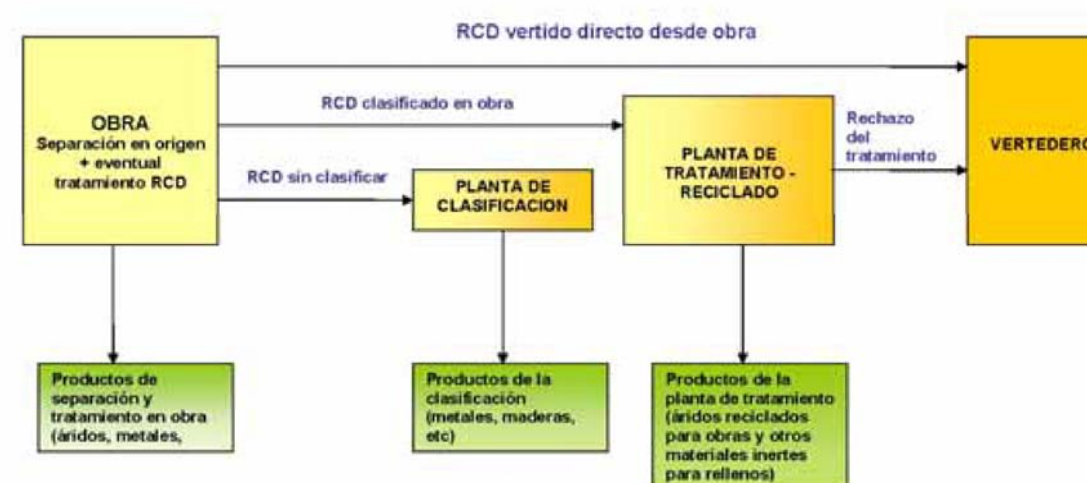 RCD vertido directo desde obra
OBRA
Separación en origen
+ eventual
tratamiento RCD
RCD clasificado en obra
RCD sin clasificar
PLANTA DE
CLASIFICACION
PLANTA DE
TRATAMIENTO -
RECICLADO
Rechazo
del
tratamiento
VERTEDERO
Productos de
separación y
tratamiento en obra
(áridos, metales,
Productos de la
clasificación
(metales, maderas,
etc)
Productos de la
planta de tratamiento
(áridos reciclados
para obras y otros
materiales inertes
para rellenos)